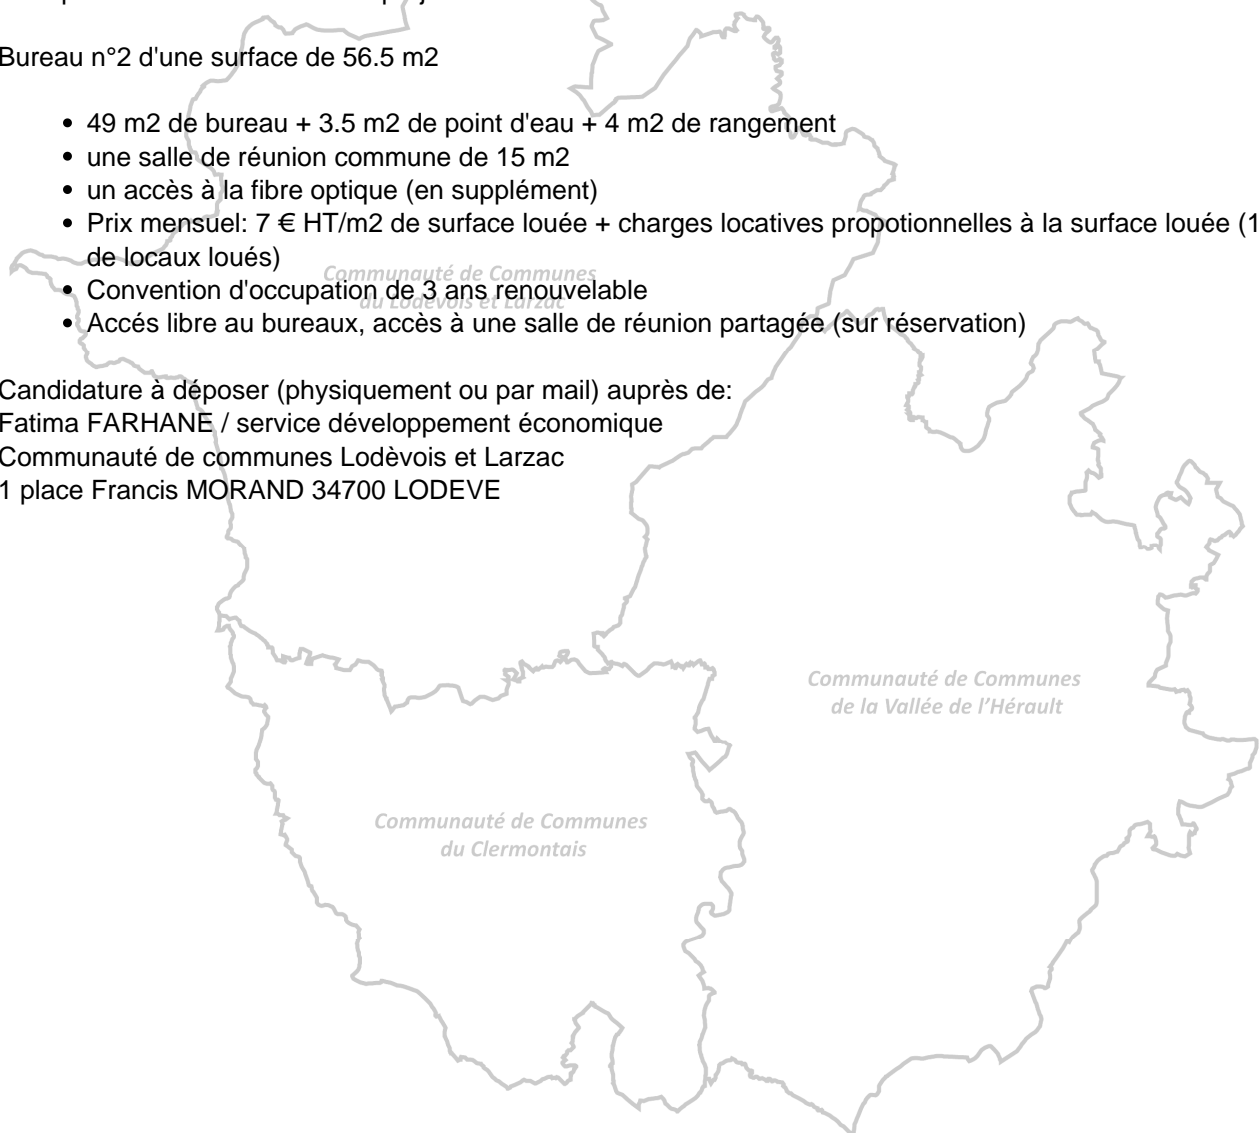 Bureau n°2 d'une surface de 56.5 m2
• 49 m2 de bureau + 3.5 m2 de point d'eau + 4 m2 de rangement
• une salle de réunion commune de 15 m2
• un accès à la fibre optique (en supplément)
• Prix mensuel: 7 € HT/m2 de surface louée + charges locatives propotionnelles à la surface louée (1
de locaux loués)
Communauté de Communes
du Lodévois et Larzac
• Convention d'occupation de 3 ans renouvelable
• Accés libre au bureaux, accès à une salle de réunion partagée (sur réservation)
Candidature à déposer (physiquement ou par mail) auprès de:
Fatima FARHANE / service développement économique
Communauté de communes Lodèvois et Larzac
1 place Francis MORAND 34700 LODEVE
Communauté de Communes
de la Vallée de l'Hérault
Communauté de Communes
du Clermontais